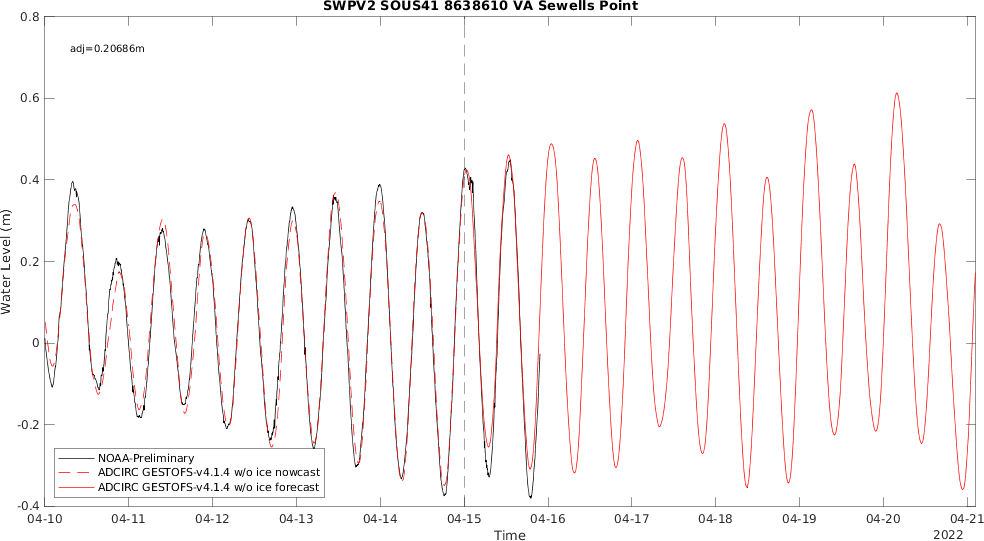 SWPV2 SOUS41 8638610 VA Sewells Point
adj=0.20686m
0.8
0.6
0.4
0.2
0
-0.2
-0.4
Water Level (m)
NOAA-Preliminary
ADCIRC GESTOFS-v4.1.4 w/o ice nowcast
ADCIRC GESTOFS-v4.1.4 w/o ice forecast
04-10 04-11 04-12 04-13 04-14 04-15 04-16 04-17 04-18 04-19 04-20 04-21
Time
2022